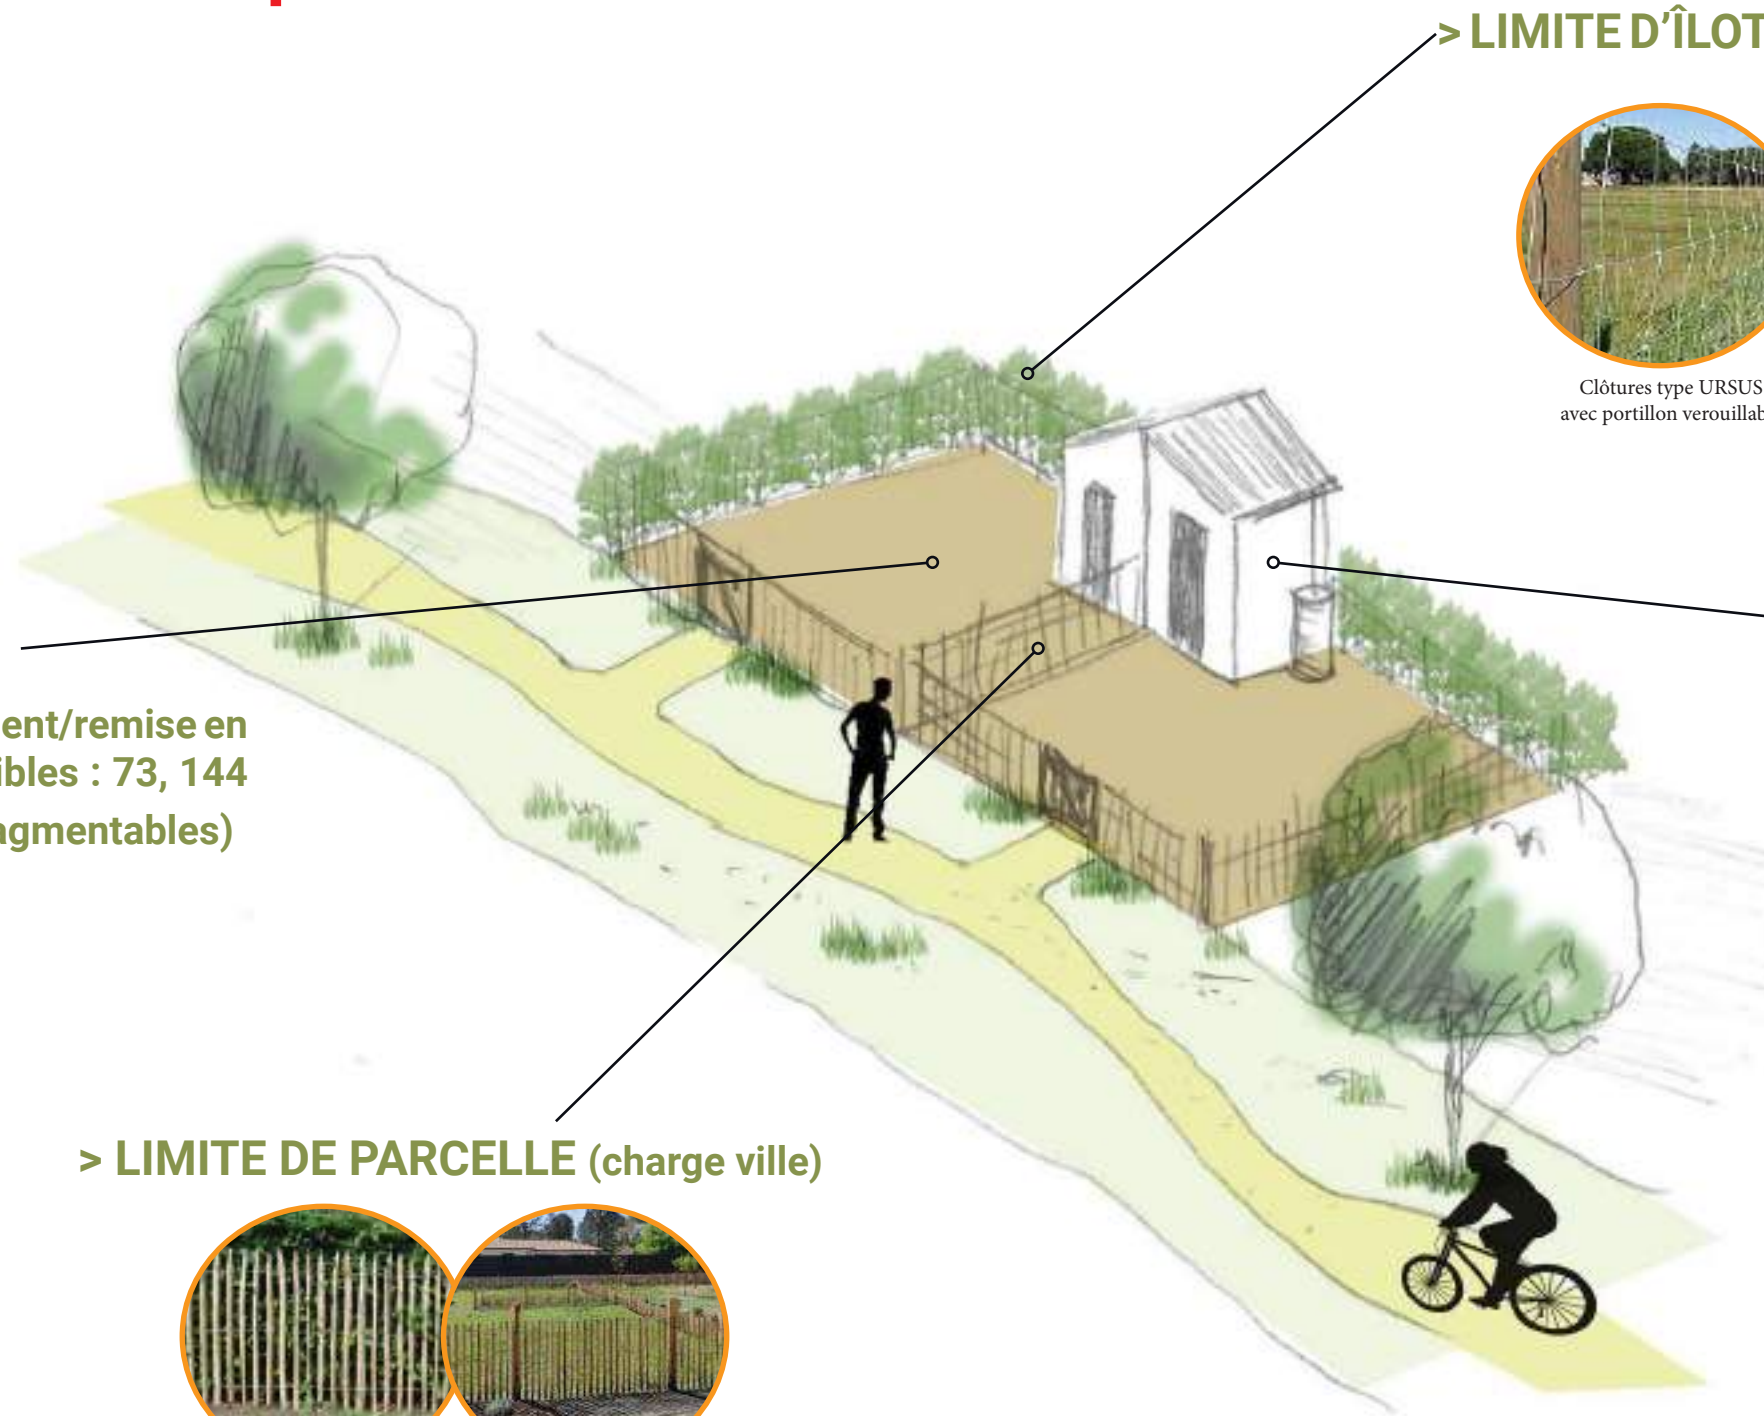 > LIMITE D'ÎLOT
Clôtures type URSUS
avec portillon verouillab
ent/remise en
ibles : 73, 144
agmentables)
> LIMITE DE PARCELLE (charge ville)